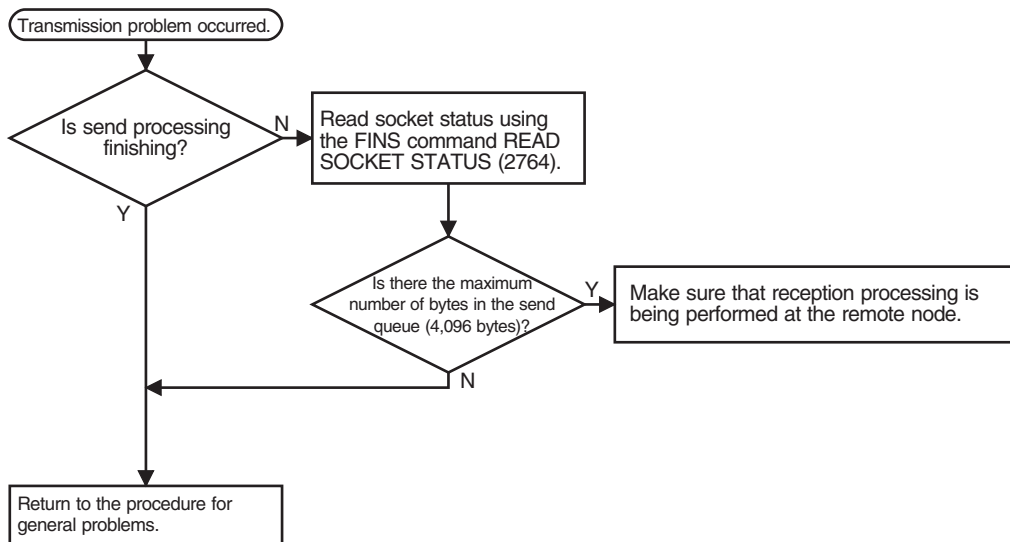 Transmission problem occurred.
Is send processing
finishing?
N
Read socket status using
the FINS command READ
SOCKET STATUS (2764).
Y
Is there the maximum
number of bytes in the send
queue (4,096 bytes)?
Y
Make sure that reception processing is
being performed at the remote node.
N
Return to the procedure for
general problems.